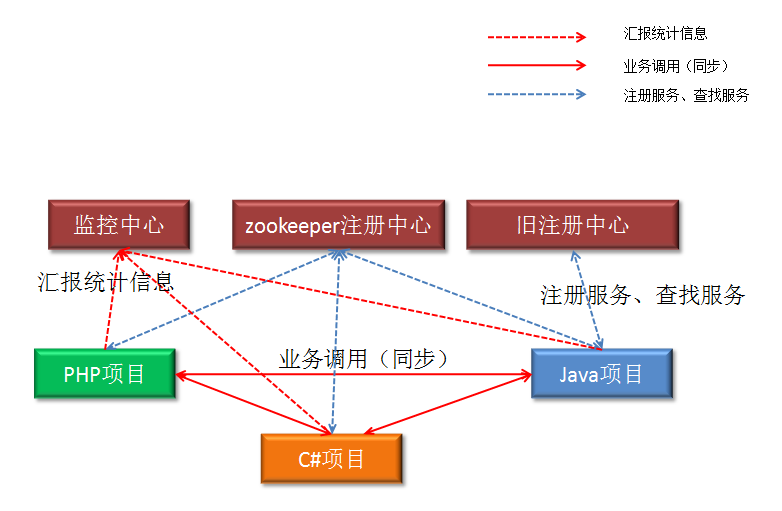 汇报统计信息
业务调用（同步）
注册服务、查找服务
监控中心
zookeeper注册中心
旧注册中心
汇报统计信息
注册服务、查找服务
业务调用（同步）
PHP项目
Java项目
C#项目